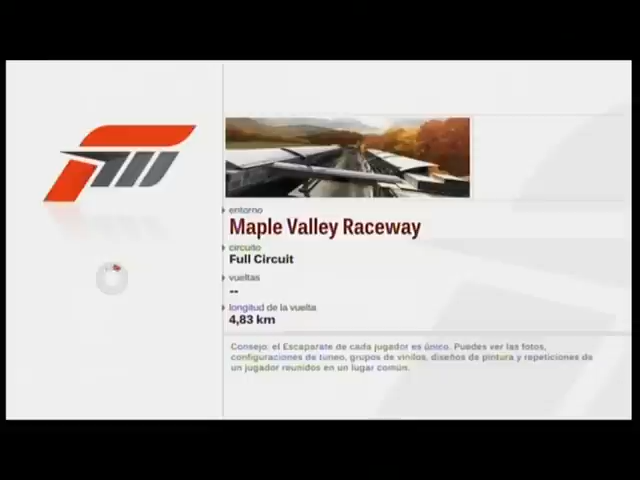 entorno
Maple Valley Raceway
circuito
Full Circuit
vueltas
--
longitud de la vuelta
4,83 km
Consejo: el Escaparate de cada jugador es único. Puedes ver las fotos,
configuraciones de tuneo, grupos de vinilos, diseños de pintura y repeticiones de
un jugador reunidos en un lugar común.